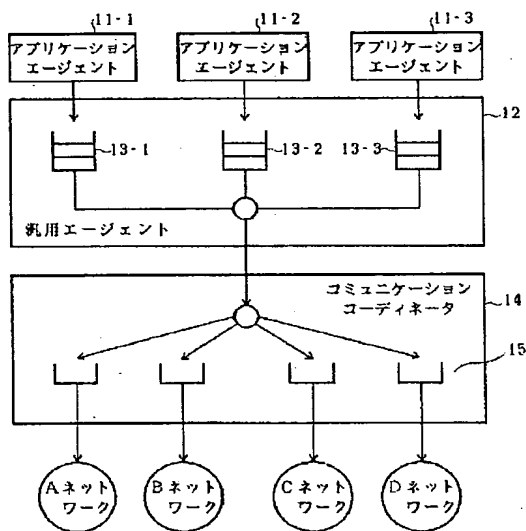 11-1
11-2
11-3
アプリケーション
エージェント
アプリケーション
エージェント
アプリケーション
エージェント
12
13-1
13-2
13-3
汎用エージェント
コミュニケーション
コーディネータ
14
15
Aネット
ワーク
Bネット
ワーク
Cネット
ワーク
Dネット
ワーク